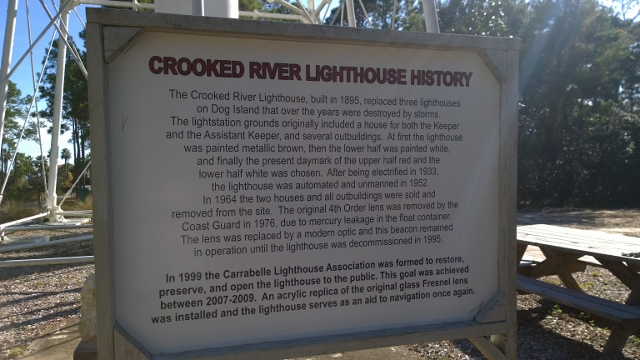 CROOKED RIVER LIGHTHOUSE HISTORY
The Crooked River Lighthouse, built in 1895, replaced three lighthouses
on Dog Island that over the years were destroyed by storms.
The lightstation grounds originally included a house for both the Keeper
and the Assistant Keeper, and several outbuildings. At first the lighthouse
was painted metallic brown, then the lower half was painted white,
and finally the present daymark of the upper half red and the
lower half white was chosen. After being electrified in 1933,
the lighthouse was automated and unmanned in 1952.
In 1964 the two houses and all outbuildings were sold and
removed from the site. The original 4th Order lens was removed by the
Coast Guard in 1976, due to mercury leakage in the float container.
The lens was replaced by a modern optic and this beacon remained
in operation until the lighthouse was decommissioned in 1995.
In 1999 the Carrabelle Lighthouse Association was formed to restore,
preserve, and open the lighthouse to the public. This goal was achieved
between 2007-2009. An acrylic replica of the original glass Fresnel lens
was installed and the lighthouse serves as an aid to navigation once again.